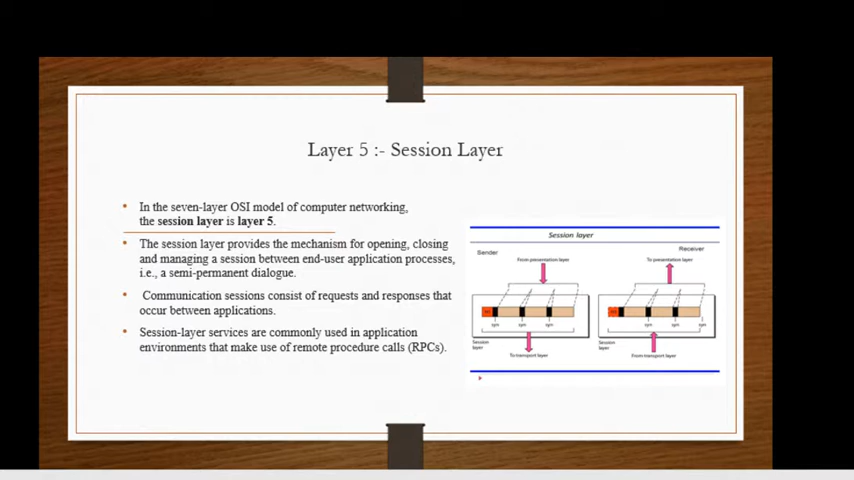 Layer 5 :- Session Layer
In the seven-layer OSI model of computer networking,
the session layer is layer 5.
The session layer provides the mechanism for opening, closing
and managing a session between end-user application processes,
i.e., a semi-permanent dialogue.
Communication sessions consist of requests and responses that
occur between applications.
Session-layer services are commonly used in application
environments that make use of remote procedure calls (RPCs).
Session layer
Sender
Receiver
From presentation layer
To presentation layer
syn syn syn
syn syn syn
Session
layer
Session
layer
To transport layer
From transport layer